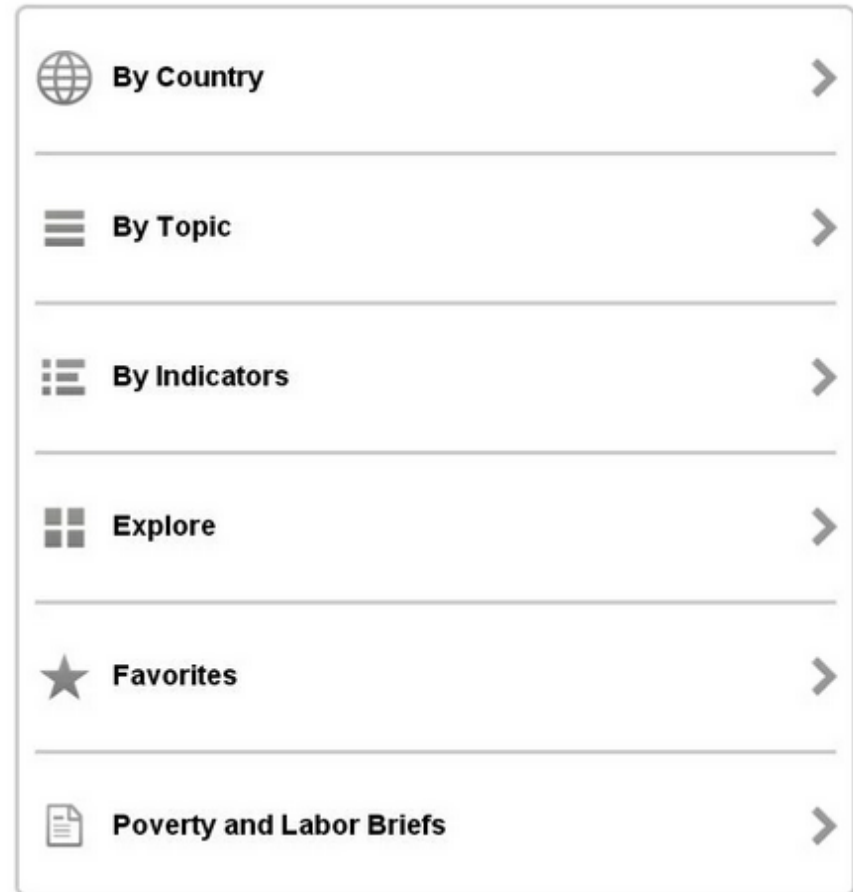 By Country
By Topic
By Indicators
Explore
Favorites
Poverty and Labor Briefs